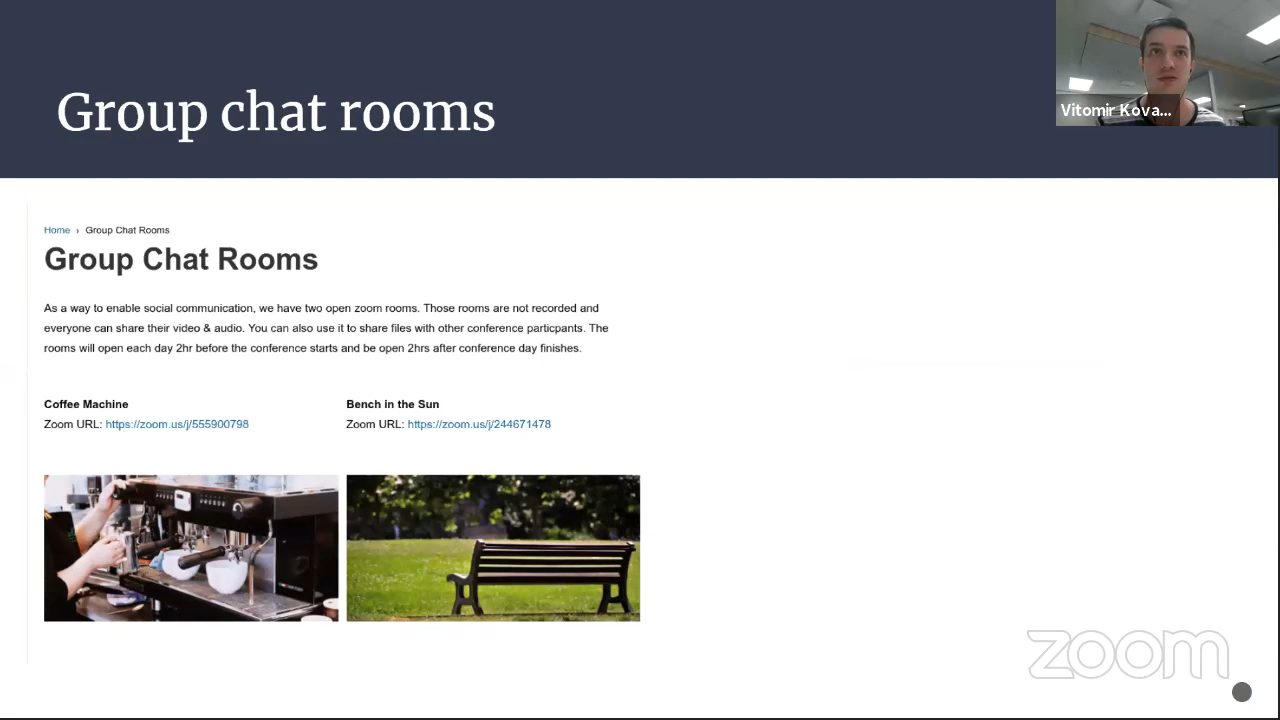 Group chat rooms
Vitomir Kova...
Home › Group Chat Rooms
Group Chat Rooms
As a way to enable social communication, we have two open zoom rooms. Those rooms are not recorded and
everyone can share their video & audio. You can also use it to share files with other conference particpants. The
rooms will open each day 2hr before the conference starts and be open 2hrs after conference day finishes.
Coffee Machine
Zoom URL: https://zoom.us/j/555900798
Bench in the Sun
Zoom URL: https://zoom.us/j/244671478
zoom